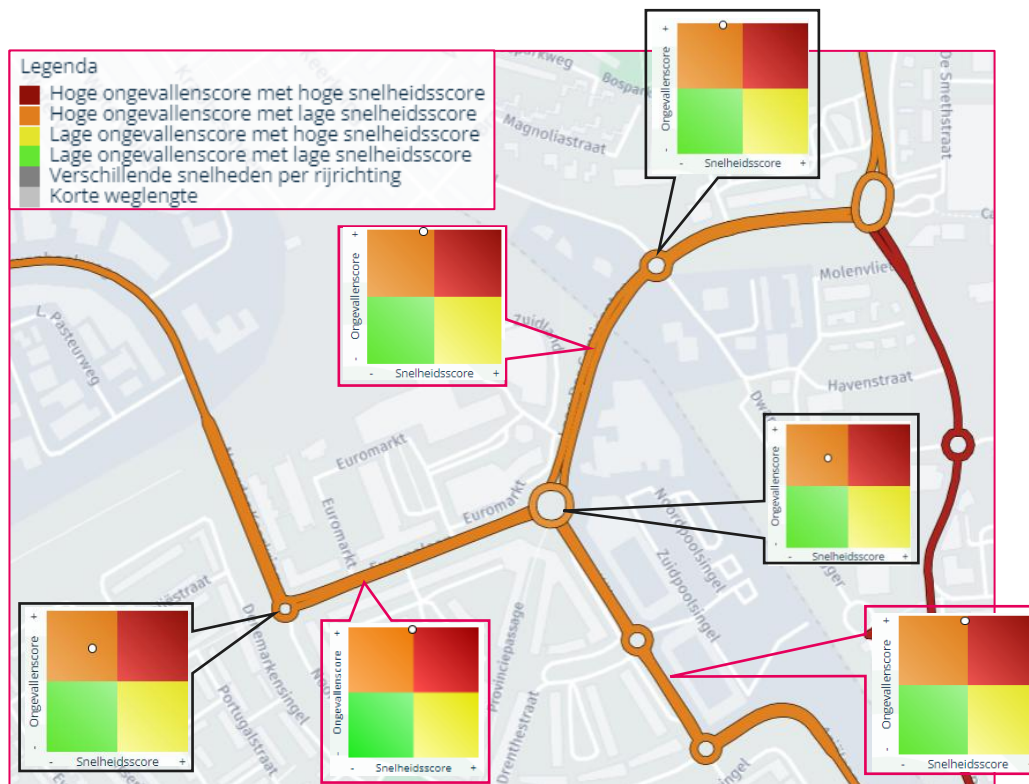 Legenda
Hoge ongevallenscore met hoge snelheidsscore
Hoge ongevallenscore met lage snelheidsscore
Lage ongevallenscore met hoge snelheidsscore
Lage ongevallenscore met lage snelheidsscore
Verschillende snelheden per rijrichting
Korte weglengte
Magnoliastraat
De Smethstraat
+
Ongevallenscore
-
- Snelheidsscore +
+
Ongevallenscore
-
- Snelheidsscore +
L. Pasteurweg
Molenvliet
Havenstraat
Euromarkt
Euromarkt
Euromarkt
+
Ongevallenscore
-
- Snelheidsscore +
Noordpoolsingel
Zuidpoolsingel
Provinciepassage
Drenthestraat
Denemarkensingel
Portugalstraat
+
Ongevallenscore
-
- Snelheidsscore +
+
Ongevallenscore
-
- Snelheidsscore +
+
Ongevallenscore
-
- Snelheidsscore